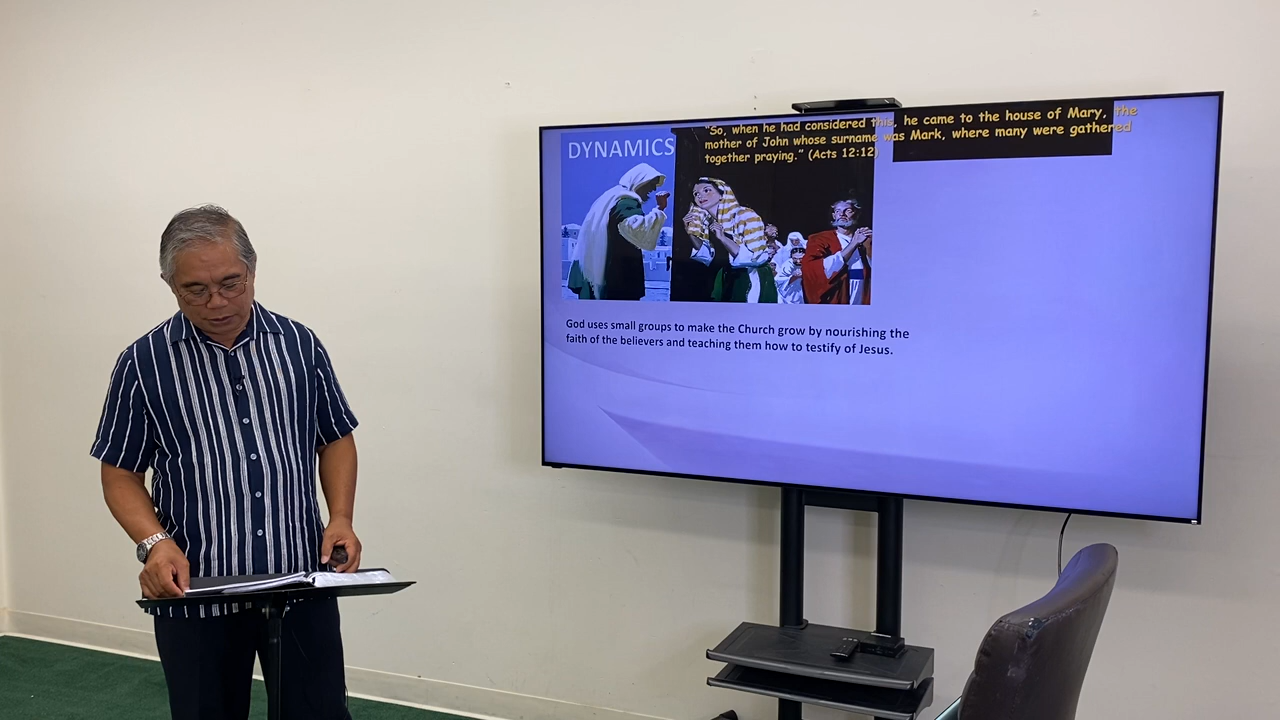 DYNAMICS
"So, when he had considered this, he came to the house of Mary, the
mother of John whose surname was Mark, where many were gathered
together praying." (Acts 12:12)
God uses small groups to make the Church grow by nourishing the
faith of the believers and teaching them how to testify of Jesus.